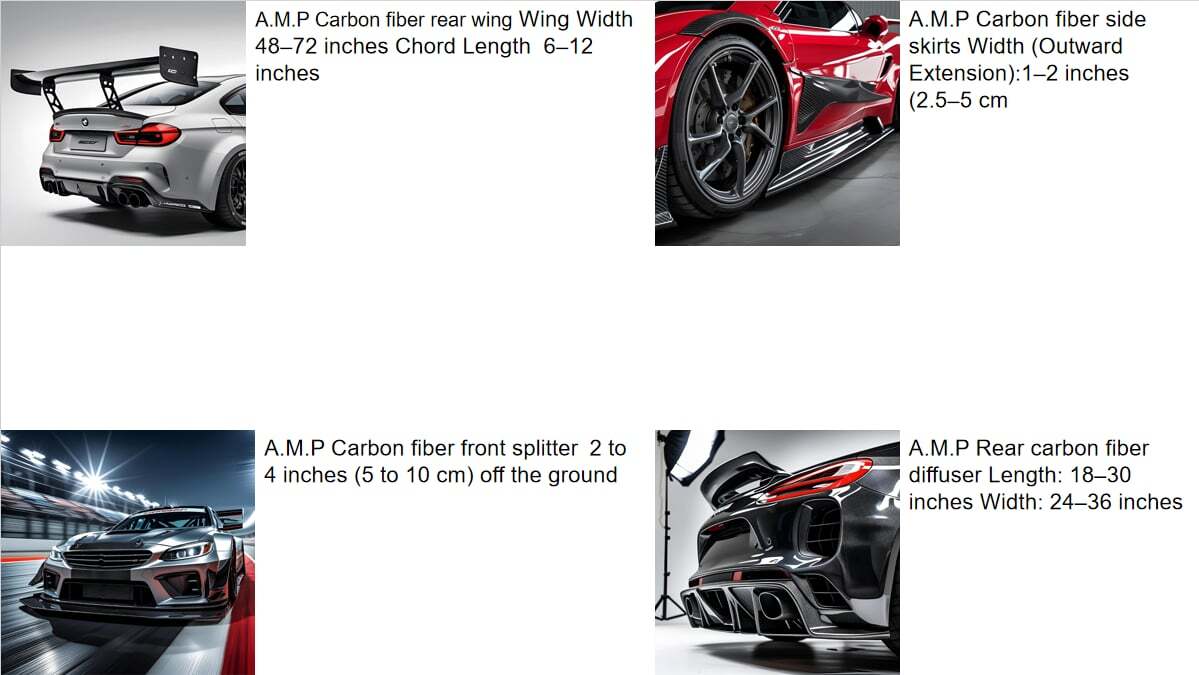 A.M.P Carbon fiber rear wing Wing Width
48–72 inches Chord Length  6–12
inches
A.M.P Carbon fiber side
skirts Width (Outward
Extension):1–2 inches
(2.5–5 cm
A.M.P Carbon fiber front splitter  2 to
4 inches (5 to 10 cm) off the ground
A.M.P Rear carbon fiber
diffuser Length: 18–30
inches Width: 24–36 inches